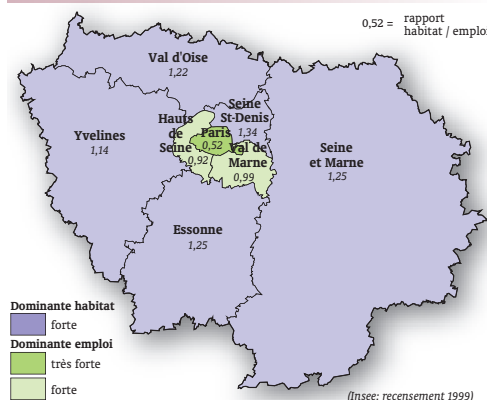 0,52 = rapport
habitat / emploi
Val d'Oise
1,22
Seine
St-Denis
1,34
Hauts
de
Seine
0,92
Paris
0,52
Val de
Marne
0,99
Yvelines
1,14
Seine
et Marne
1,25
Essonne
1,25
Dominante habitat
forte
Dominante emploi
très forte
forte
(Insee: recensement 1999)